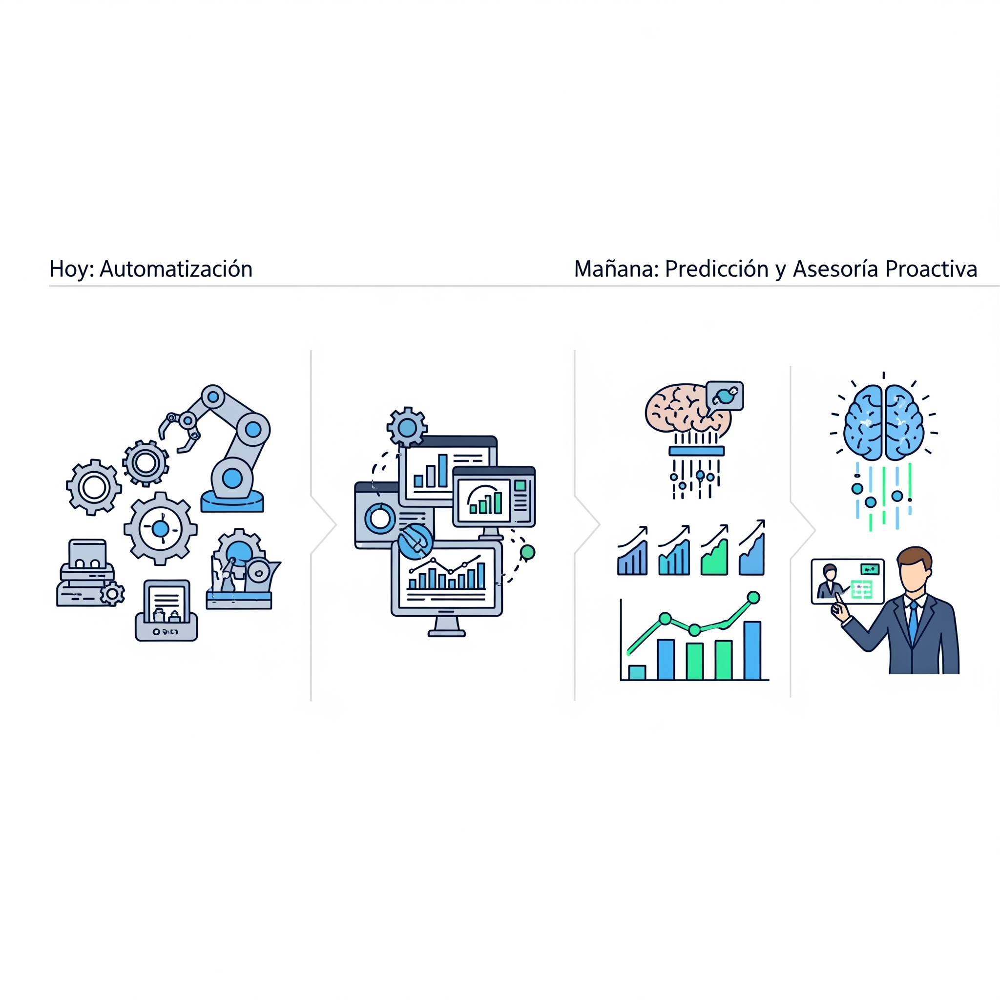 Hoy: Automatización
Mañana: Predicción y Asesoría Proactiva